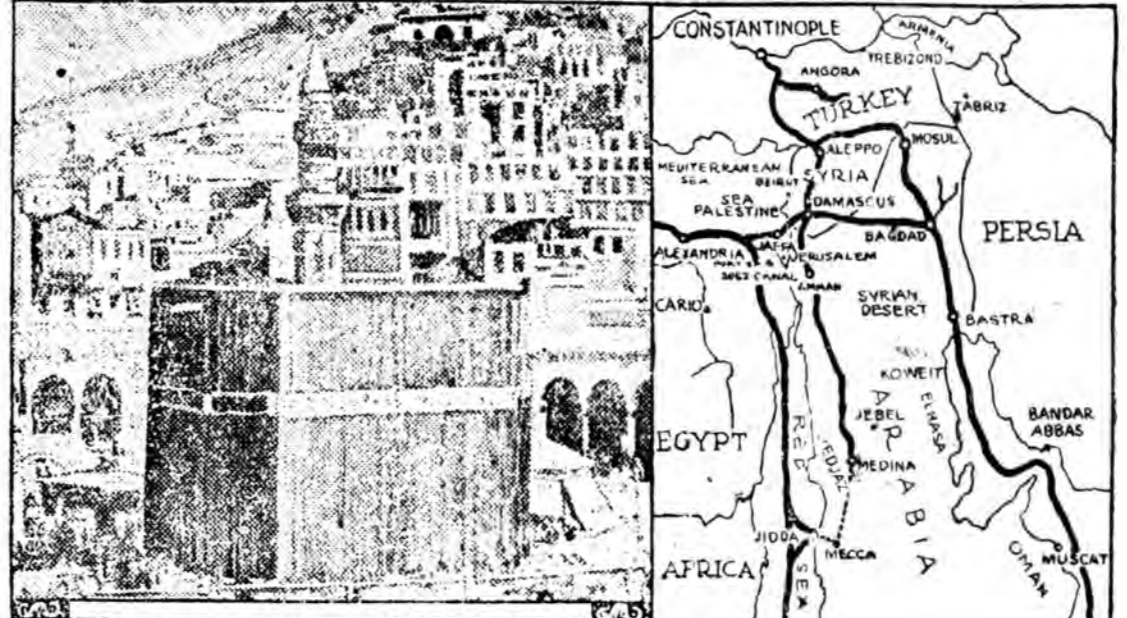 CONSTANTINOPLE
ARMENIA
TREBIZOND
ANGORA
TURKEY
TABRIZ
ALEPPO
MOSUL
MEDITERRANEAN
SEA
SYRIA
BEIRUT
SEA
PALESTINE
DAMASCUS
BAGDAD
PERSIA
ALEXANDRIA
JAFFA
JERUSALEM
SUEZ CANAL
AMMAN
CARIO
SYRIAN
DESERT
BASTRA
KOWEIT
EL HASA
ARABIA
JEBEL
BANDAR
ABBAS
EGYPT
RED
SEA
MEDINA
JIDDA
MECCA
AFRICA
OMAN
MUSCAT